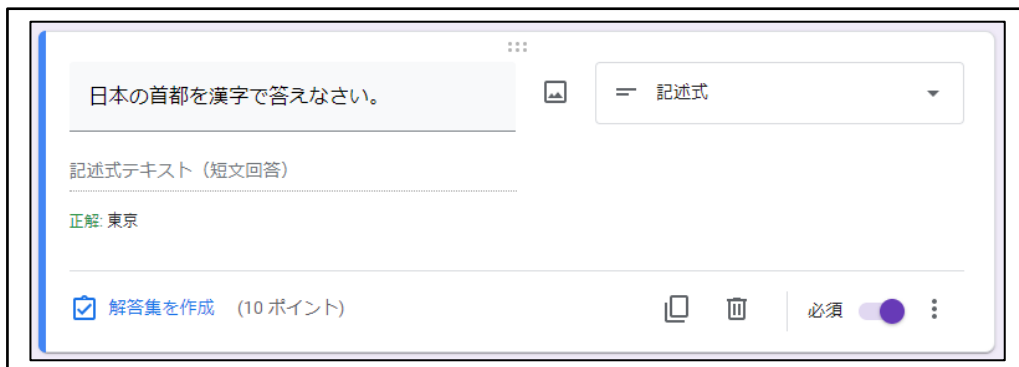 日本の首都を漢字で答えなさい。
記述式
記述式テキスト（短文回答）
正解: 東京
解答集を作成 (10 ポイント)
必須